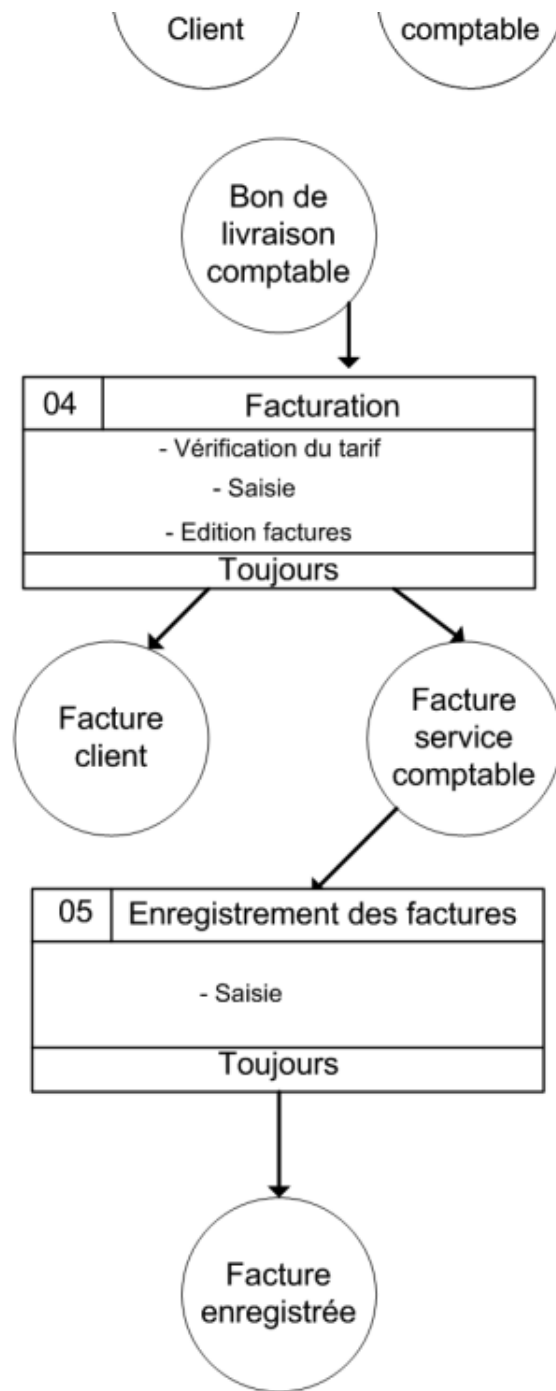 Client
comptable
Bon de
livraison
comptable
04
Facturation
- Vérification du tarif
- Saisie
- Edition factures
Toujours
Facture
client
Facture
service
comptable
05
Enregistrement des factures
- Saisie
Toujours
Facture
enregistrée